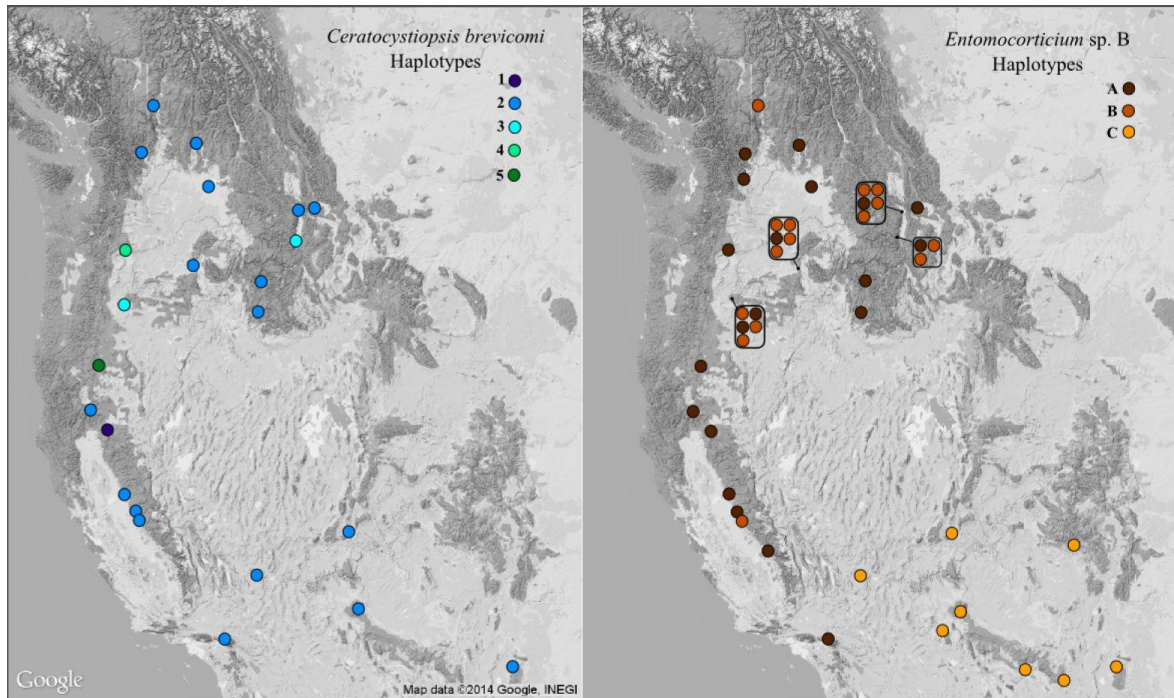 Ceratocystiopsis brevicomi
Haplotypes
1
2
3
4
5
Google
Map data ©2014 Google, INEGI
Entomocorticium sp. B
Haplotypes
A
B
C